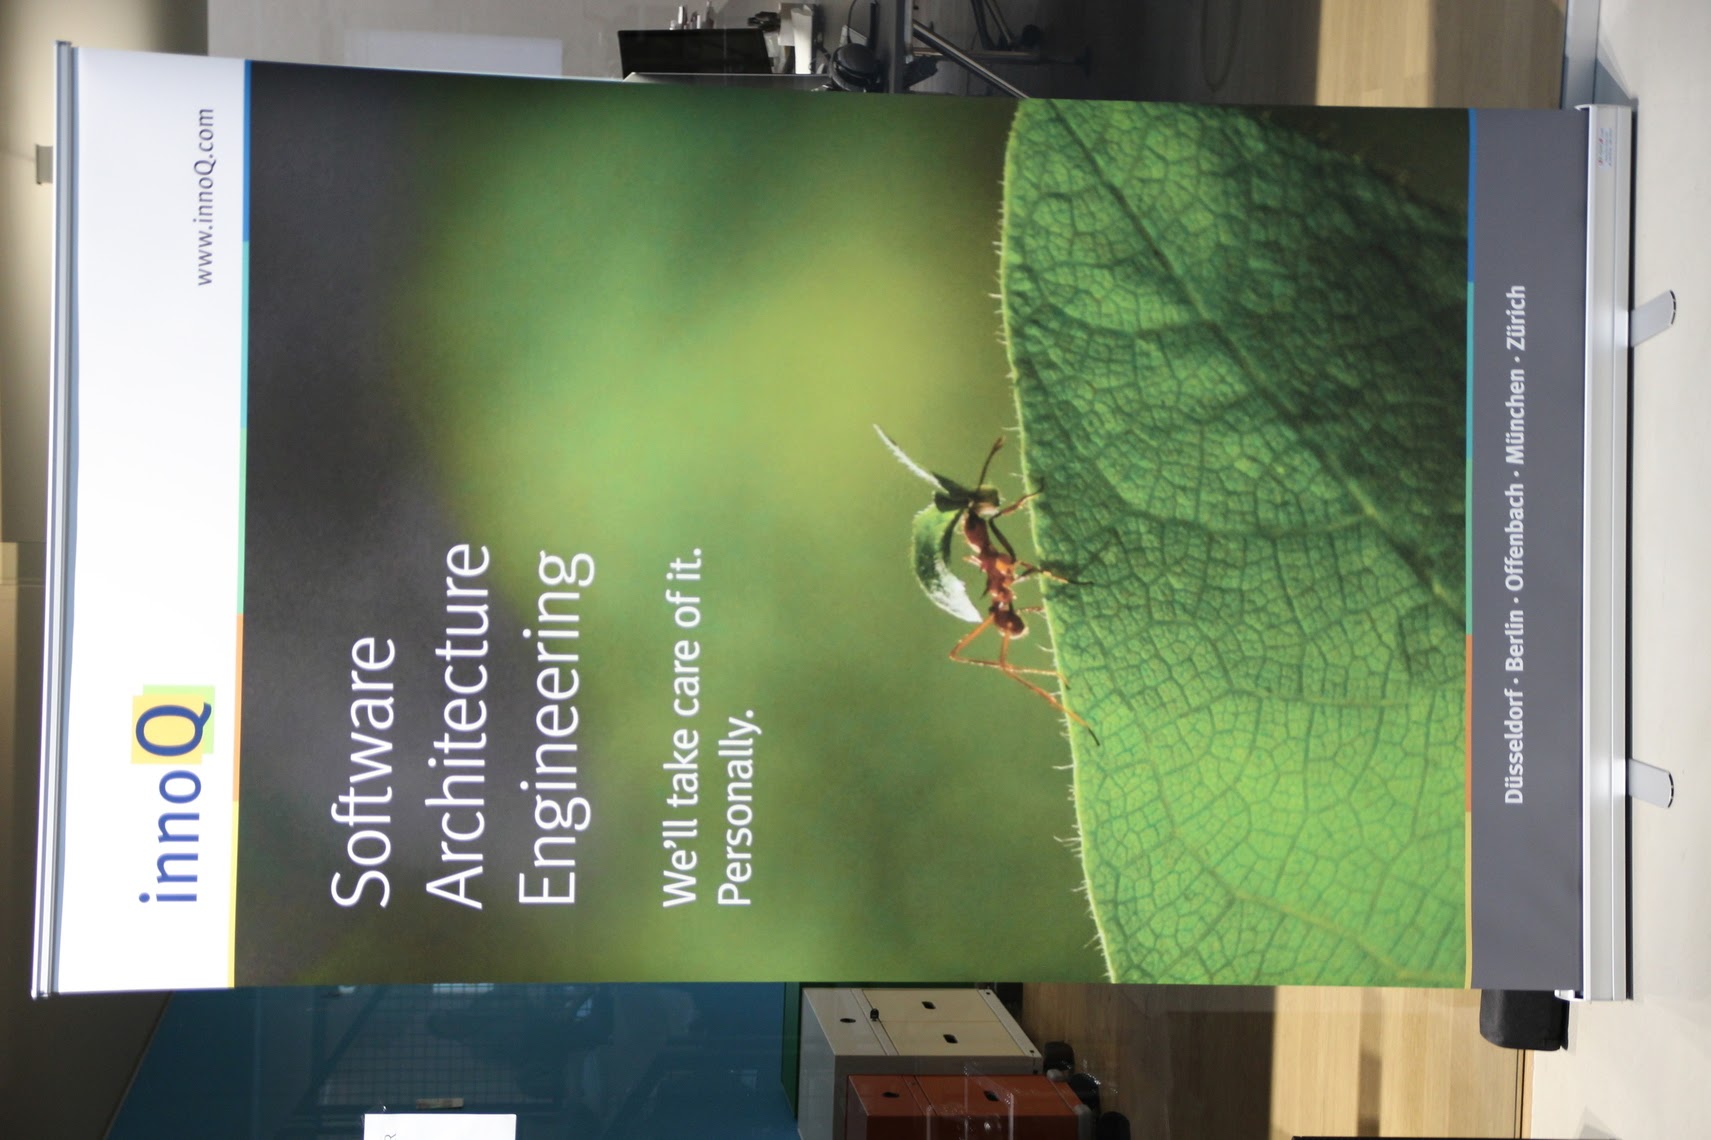 innoQ
www.innoQ.com
Software
Architecture
Engineering
We’ll take care of it.
Personally.
Düsseldorf · Berlin · Offenbach · München · Zürich
R